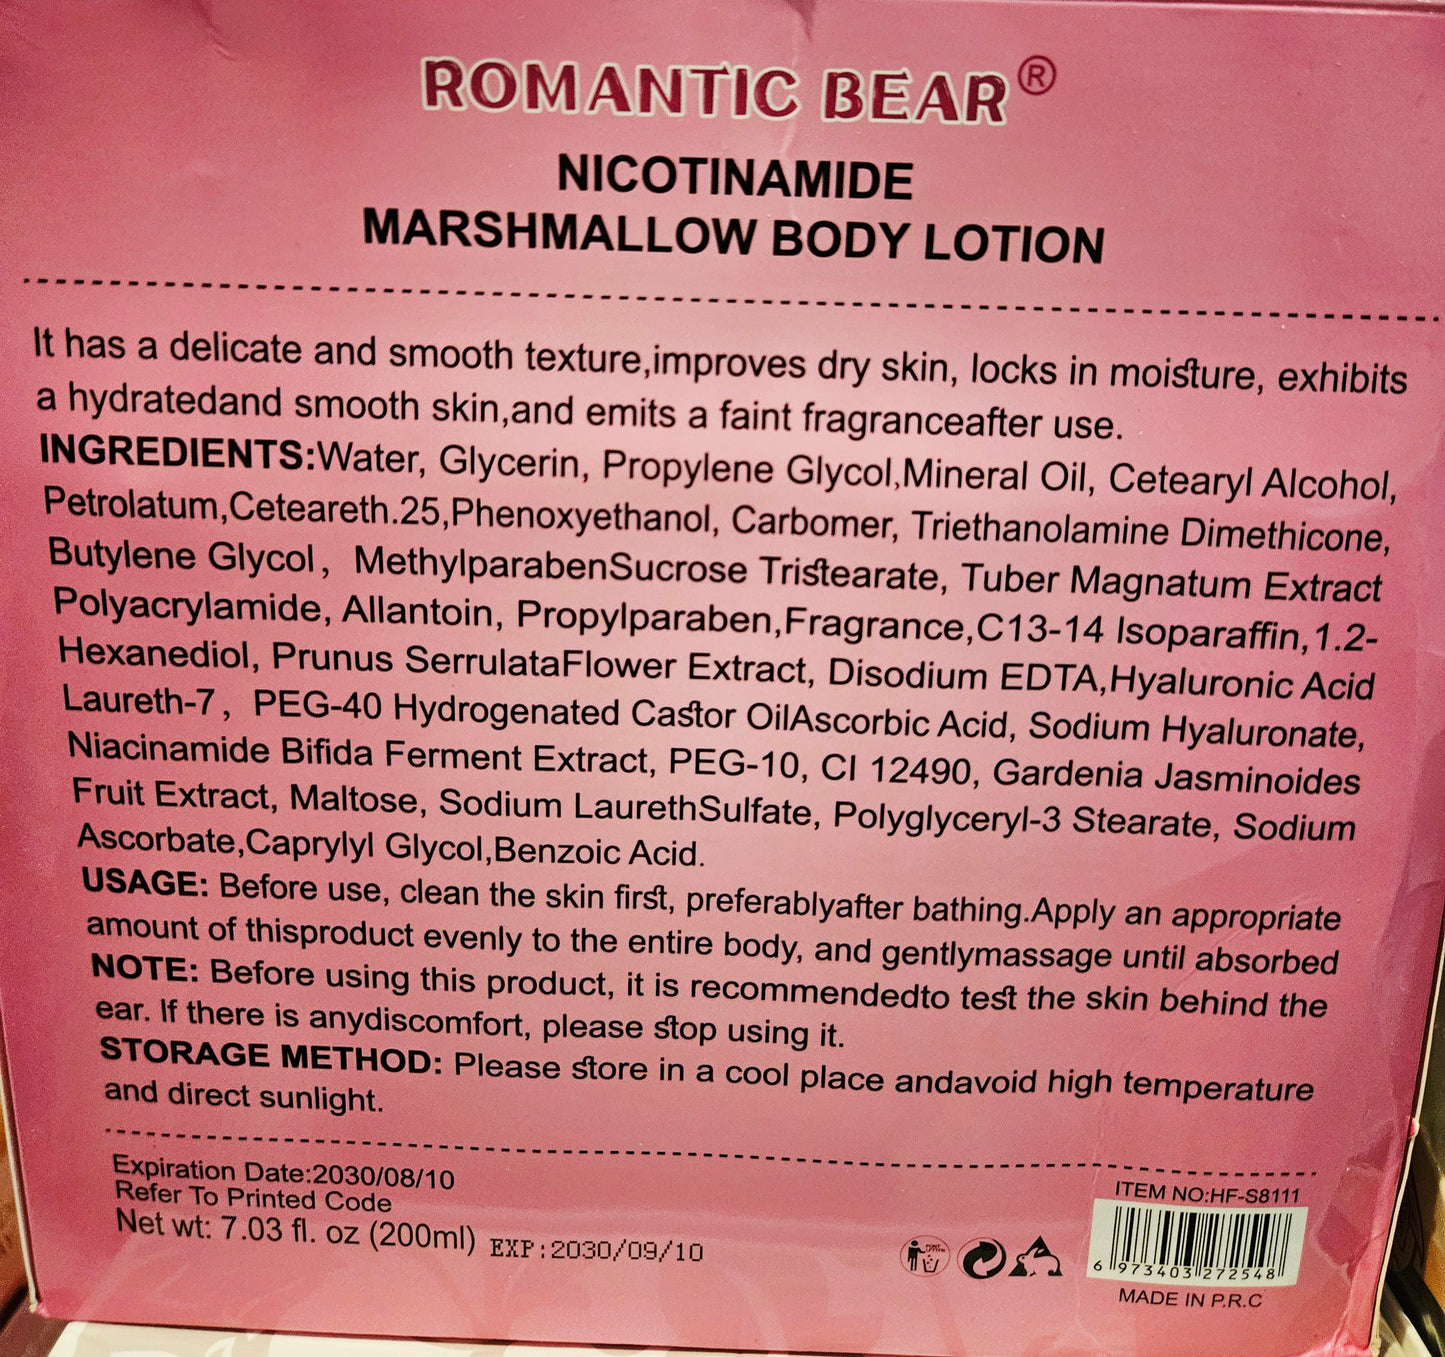 ROMANTIC BEAR®
NICOTINAMIDE
MARSHMALLOW BODY LOTION
It has a delicate and smooth texture,improves dry skin, locks in moisture, exhibits
a hydratedand smooth skin,and emits a faint fragranceafter use.
INGREDIENTS:Water, Glycerin, Propylene Glycol,Mineral Oil, Cetearyl Alcohol,
Petrolatum,Ceteareth.25,Phenoxyethanol, Carbomer, Triethanolamine Dimethicone,
Butylene Glycol, MethylparabenSucrose Tristearate, Tuber Magnatum Extract
Polyacrylamide, Allantoin, Propylparaben,Fragrance,C13-14 Isoparaffin,1.2-
Hexanediol, Prunus SerrulataFlower Extract, Disodium EDTA,Hyaluronic Acid
Laureth-7, PEG-40 Hydrogenated Castor OilAscorbic Acid, Sodium Hyaluronate,
Niacinamide Bifida Ferment Extract, PEG-10, CI 12490, Gardenia Jasminoides
Fruit Extract, Maltose, Sodium LaurethSulfate, Polyglyceryl-3 Stearate, Sodium
Ascorbate,Caprylyl Glycol,Benzoic Acid.
USAGE: Before use, clean the skin first, preferablyafter bathing.Apply an appropriate
amount of thisproduct evenly to the entire body, and gentlymassage until absorbed
NOTE: Before using this product, it is recommendedto test the skin behind the
ear. If there is anydiscomfort, please stop using it.
STORAGE METHOD: Please store in a cool place andavoid high temperature
and direct sunlight.
Expiration Date:2030/08/10
Refer To Printed Code
Net wt: 7.03 fl. oz (200ml)
EXP:2030/09/10
ITEM NO:HF-S8111
6 973403 272548
MADE IN P.R.C